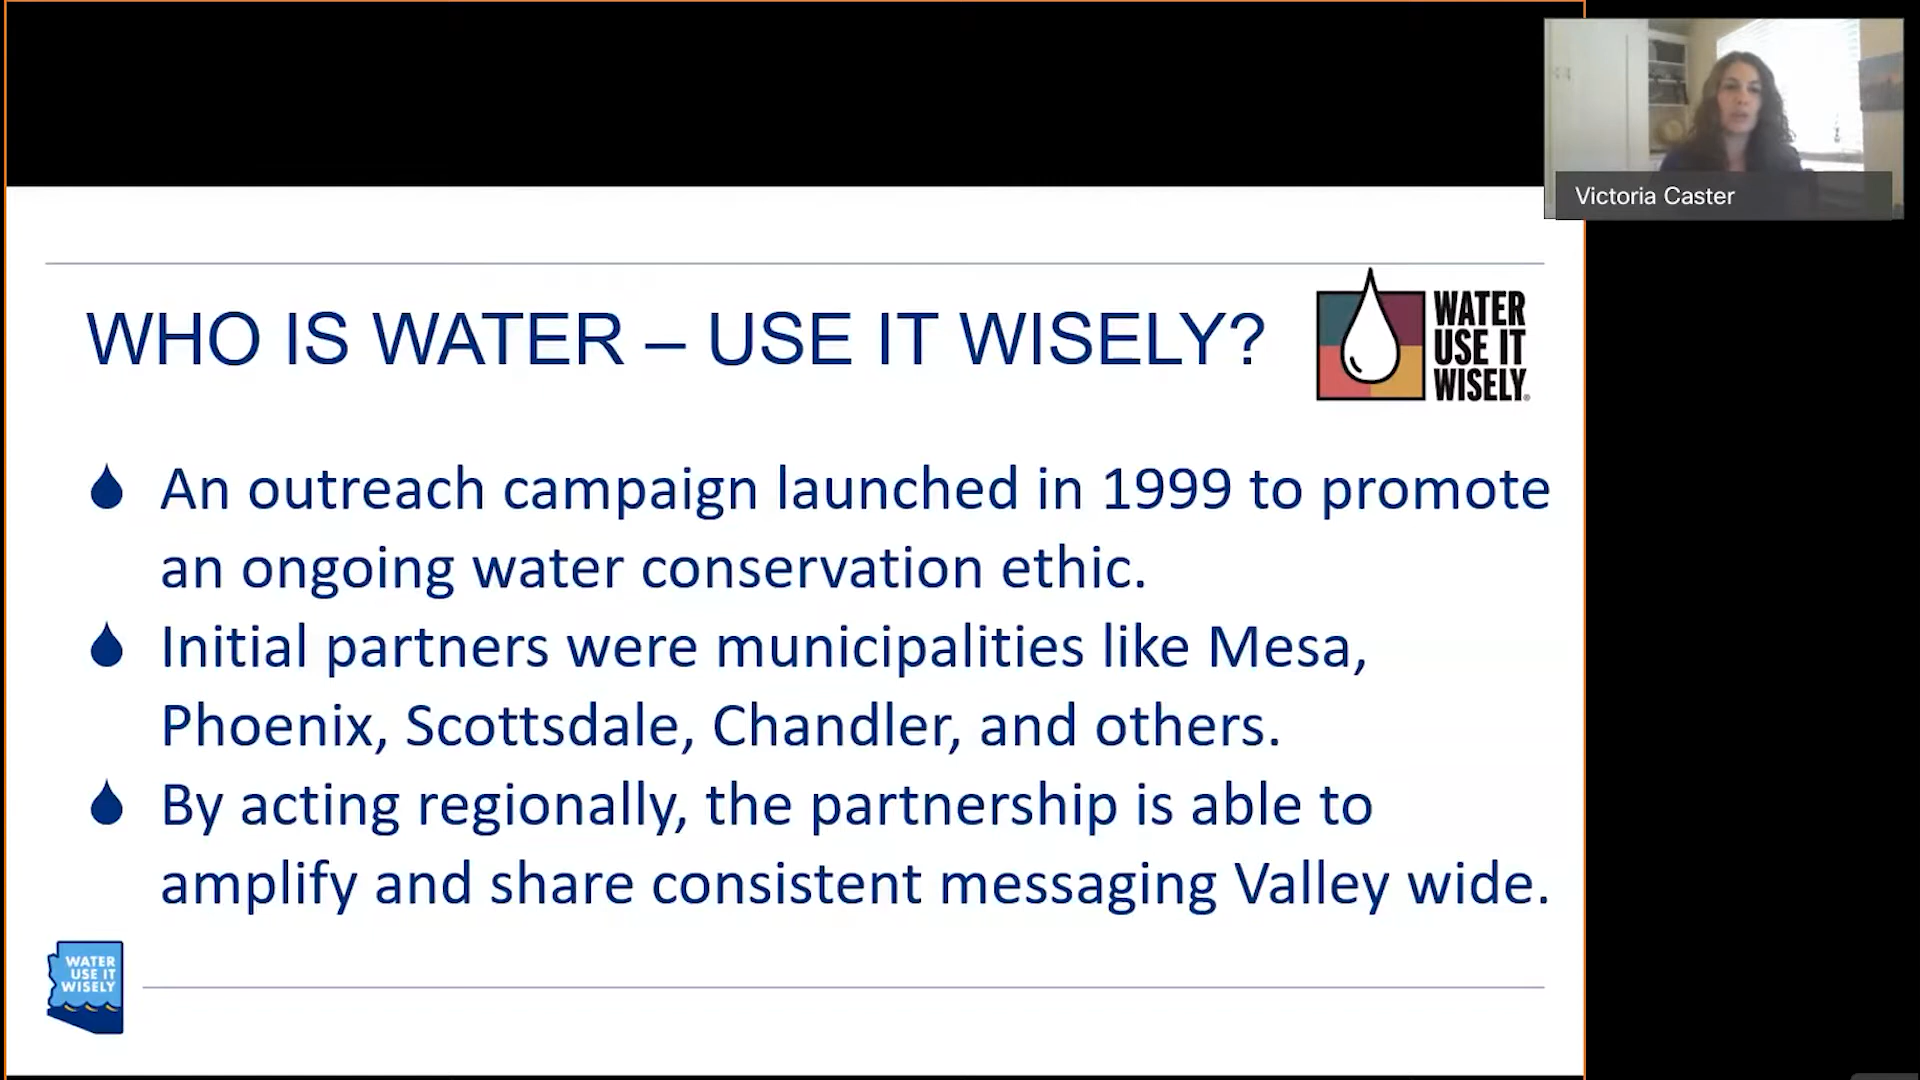 Victoria Caster
WHO IS WATER – USE IT WISELY?
WATER
USE IT
WISELY®
An outreach campaign launched in 1999 to promote
an ongoing water conservation ethic.
Initial partners were municipalities like Mesa,
Phoenix, Scottsdale, Chandler, and others.
By acting regionally, the partnership is able to
amplify and share consistent messaging Valley wide.
WATER
USE IT
WISELY